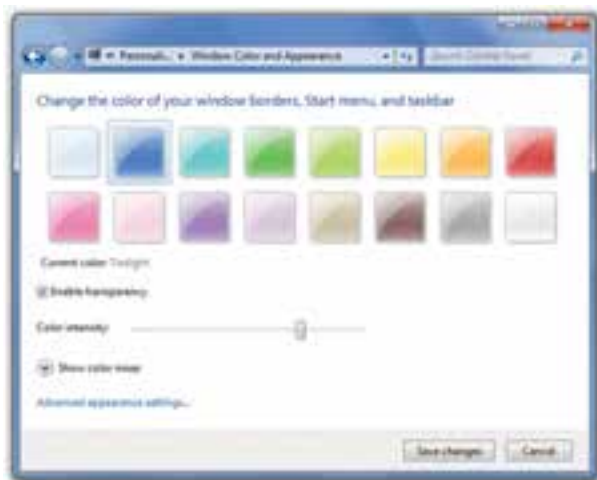 « Personali... ▸ Window Color and Appearance
Search Control Panel
Change the color of your window borders, Start menu, and taskbar
Current color: Twilight
Enable transparency
Color intensity:
Show color mixer
Advanced appearance settings...
Save changes
Cancel